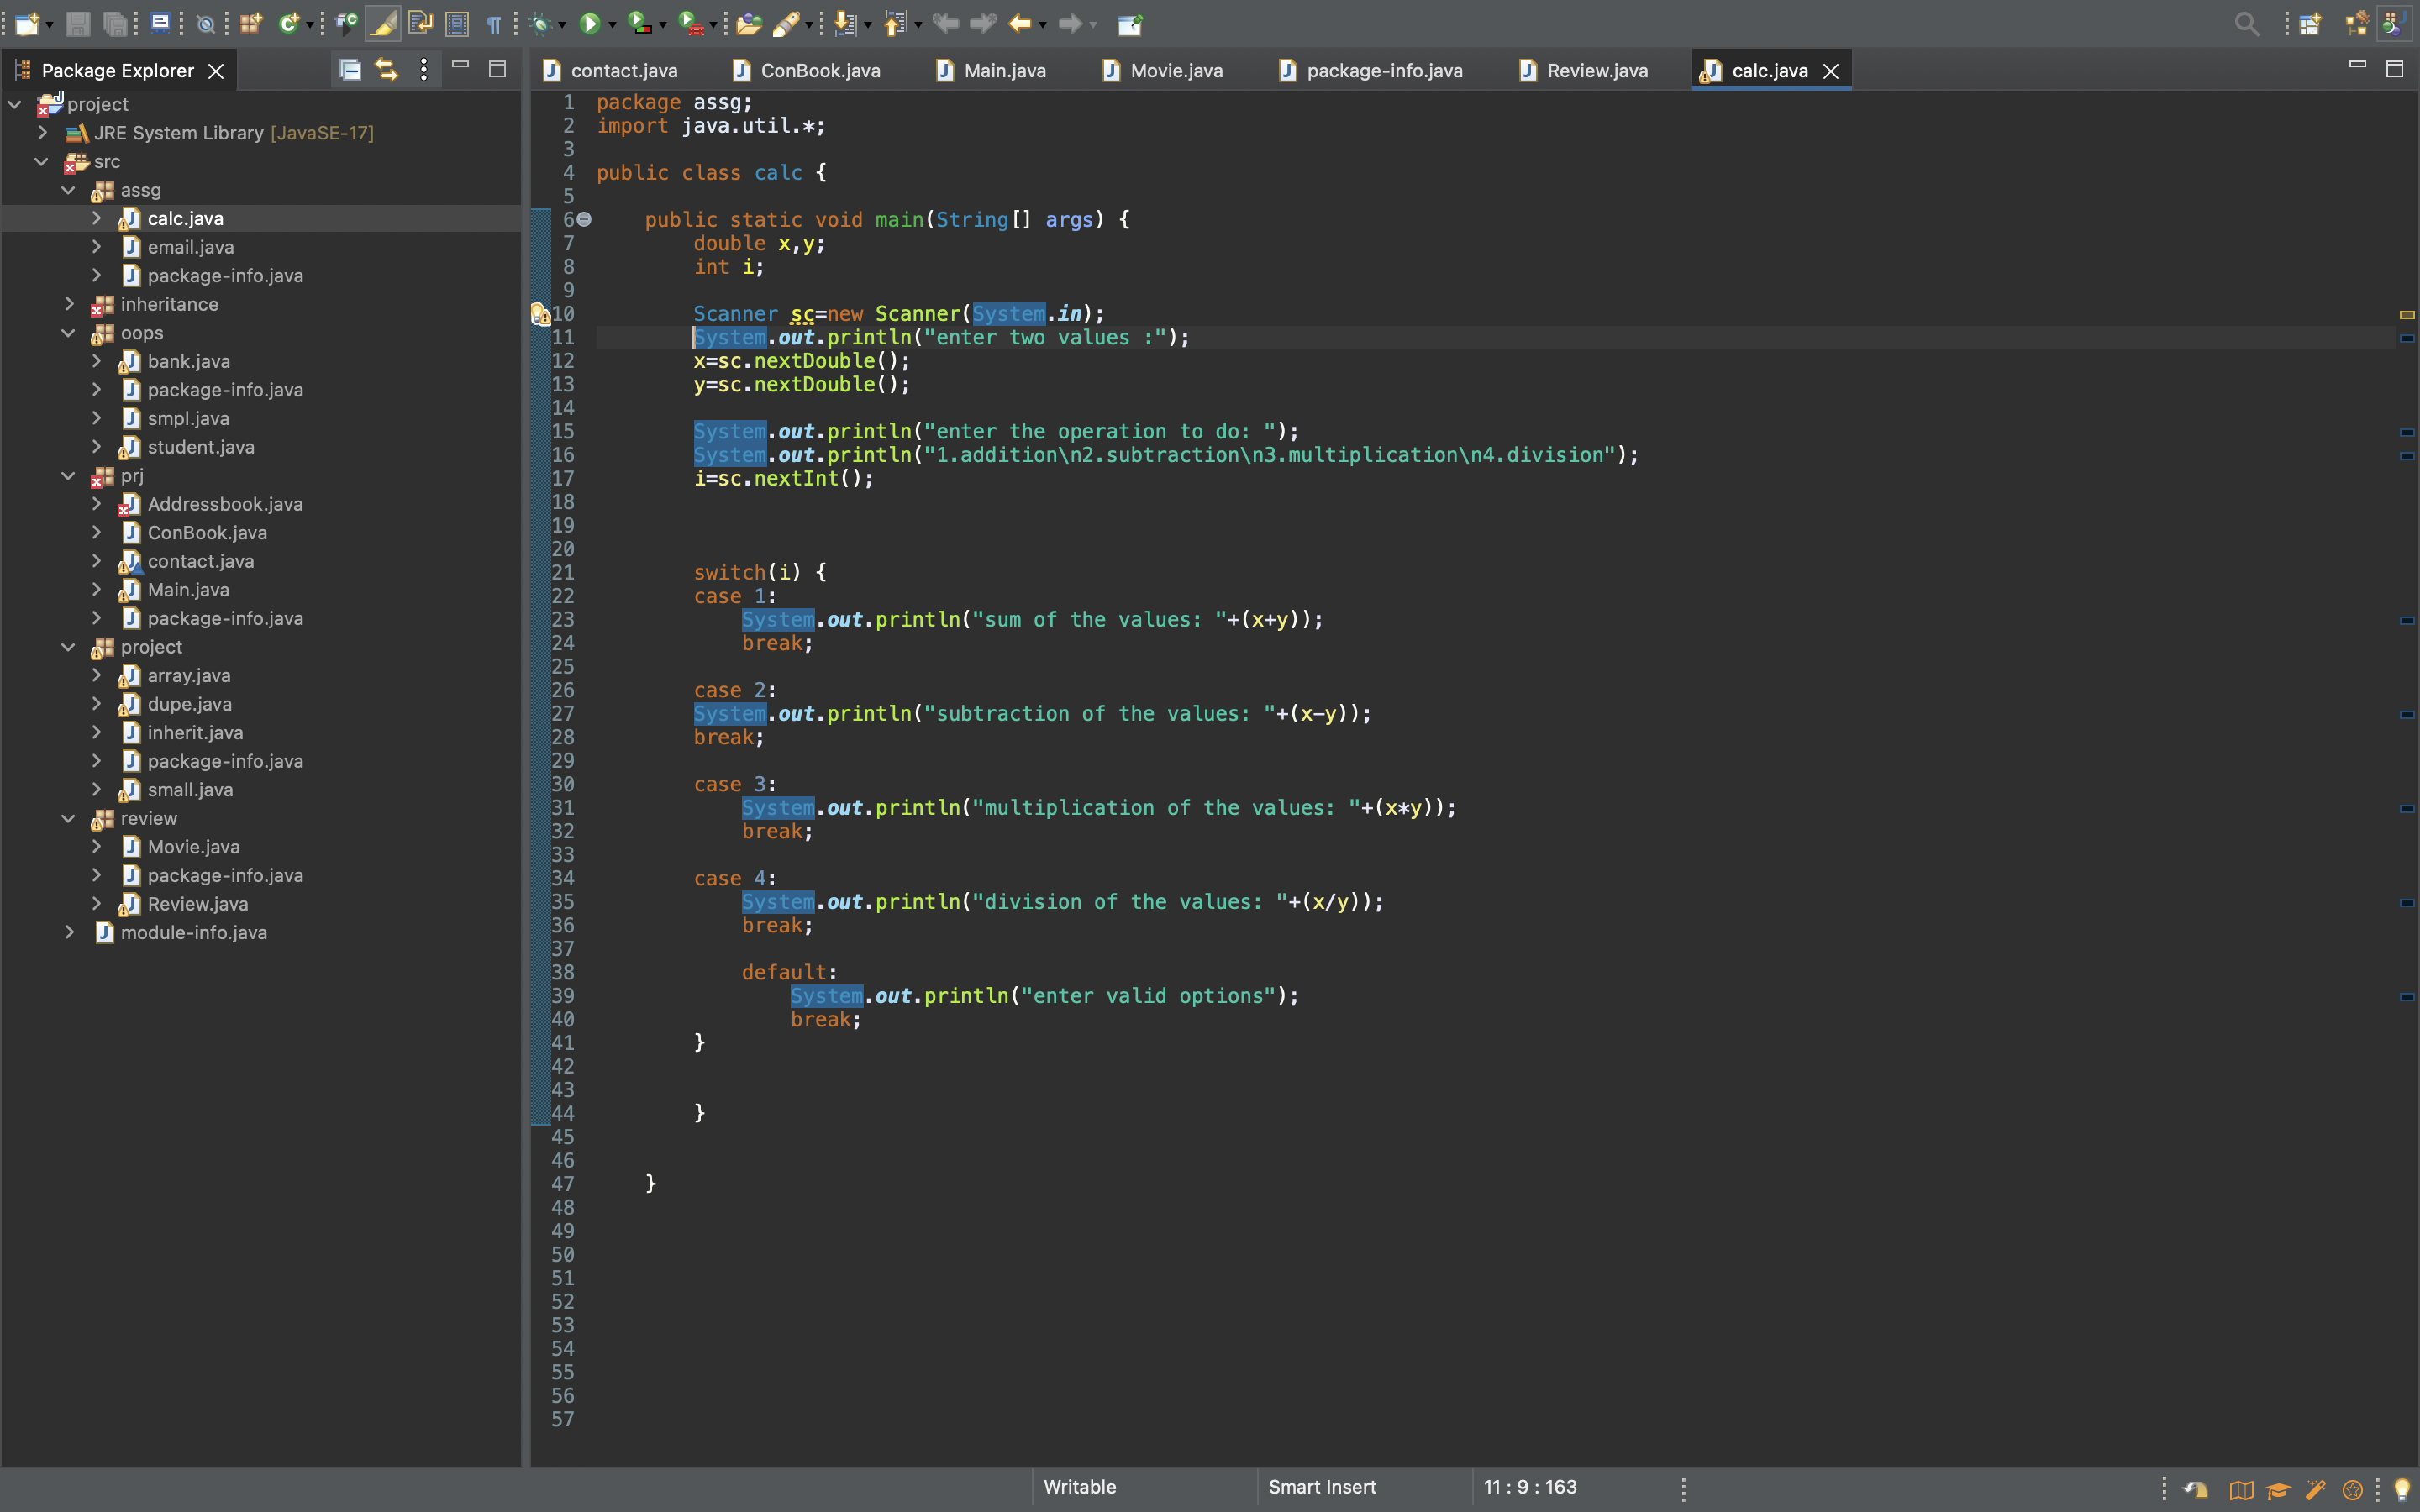 Package Explorer
project
JRE System Library [JavaSE-17]
src
assg
calc.java
email.java
package-info.java
inheritance
oops
bank.java
package-info.java
smpl.java
student.java
prj
Addressbook.java
ConBook.java
contact.java
Main.java
package-info.java
project
array.java
dupe.java
inherit.java
package-info.java
small.java
review
Movie.java
package-info.java
Review.java
module-info.java
contact.java ConBook.java Main.java Movie.java package-info.java Review.java calc.java
1 package assg;
2 import java.util.*;
3
4 public class calc {
5
6 public static void main(String[] args) {
7 double x,y;
8 int i;
9
10 Scanner sc=new Scanner(System.in);
11 System.out.println("enter two values :");
12 x=sc.nextDouble();
13 y=sc.nextDouble();
14
15 System.out.println("enter the operation to do: ");
16 System.out.println("1.addition\n2.subtraction\n3.multiplication\n4.division");
17 i=sc.nextInt();
18
19
20
21 switch(i) {
22 case 1:
23 System.out.println("sum of the values: "+(x+y));
24 break;
25
26 case 2:
27 System.out.println("subtraction of the values: "+(x-y));
28 break;
29
30 case 3:
31 System.out.println("multiplication of the values: "+(x*y));
32 break;
33
34 case 4:
35 System.out.println("division of the values: "+(x/y));
36 break;
37
38 default:
39 System.out.println("enter valid options");
40 break;
41 }
42
43
44 }
45
46
47 }
48
49
50
51
52
53
54
55
56
57
Writable Smart Insert 11 : 9 : 163